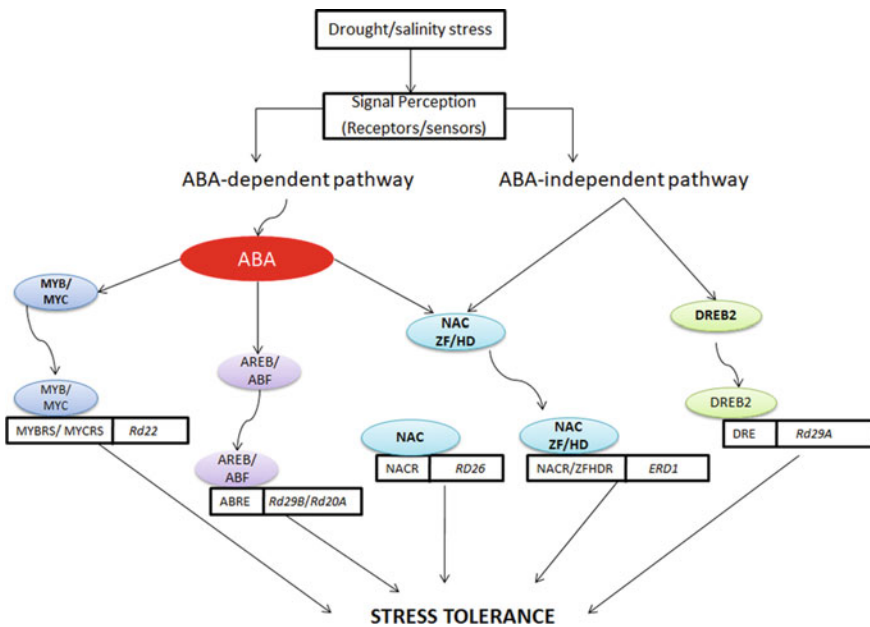 Drought/salinity stress
Signal Perception
(Receptors/sensors)
ABA-dependent pathway
ABA-independent pathway
ABA
MYB/
MYC
NAC
ZF/HD
DREB2
AREB/
ABF
MYB/
MYC
DREB2
MYBRS/ MYCRS Rd22
NAC
NAC
ZF/HD
DRE Rd29A
AREB/
ABF
NACR RD26
NACR/ZFHDR ERD1
ABRE Rd29B/Rd20A
STRESS TOLERANCE